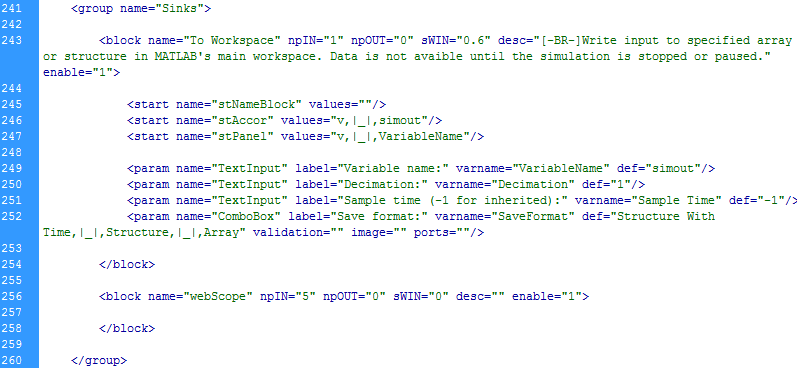 241 <group name="Sinks">
242
243 <block name="To Workspace" npIN="1" npOUT="0" sWIN="0.6" desc="[-BR-]Write input to specified array
or structure in MATLAB's main workspace. Data is not avaible until the simulation is stopped or paused."
enable="1">
244
245 <start name="stNameBlock" values=""/>
246 <start name="stAccor" values="v,|_|,simout"/>
247 <start name="stPanel" values="v,|_|,VariableName"/>
248
249 <param name="TextInput" label="Variable name:" varname="VariableName" def="simout"/>
250 <param name="TextInput" label="Decimation:" varname="Decimation" def="1"/>
251 <param name="TextInput" label="Sample time (-1 for inherited):" varname="Sample Time" def="-1"/>
252 <param name="ComboBox" label="Save format:" varname="SaveFormat" def="Structure With
Time,|_|,Structure,|_|,Array" validation="" image="" ports=""/>
253
254 </block>
255
256 <block name="webScope" npIN="5" npOUT="0" sWIN="0" desc="" enable="1">
257
258 </block>
259
260 </group>